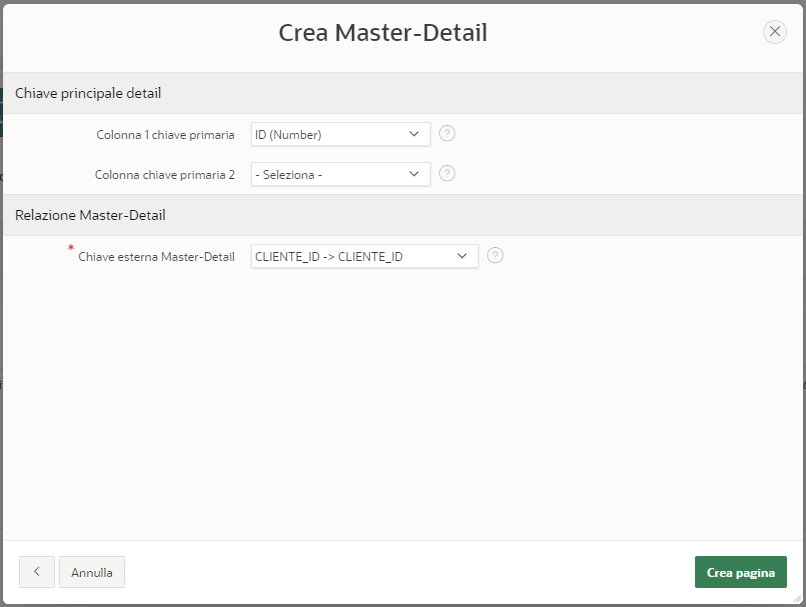 Crea Master-Detail
Chiave principale detail
Colonna 1 chiave primaria ID (Number) ?
Colonna chiave primaria 2 - Seleziona - ?
Relazione Master-Detail
* Chiave esterna Master-Detail CLIENTE_ID -> CLIENTE_ID ?
Annulla Crea pagina